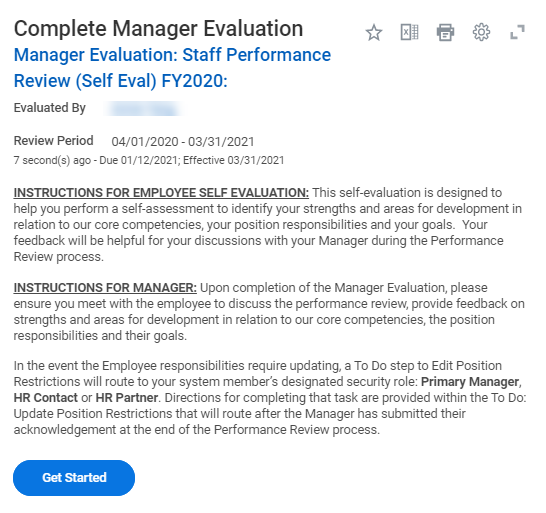 Complete Manager Evaluation
Manager Evaluation: Staff Performance
Review (Self Eval) FY2020:
Evaluated By
Review Period 04/01/2020 - 03/31/2021
7 second(s) ago - Due 01/12/2021; Effective 03/31/2021
INSTRUCTIONS FOR EMPLOYEE SELF EVALUATION: This self-evaluation is designed to
help you perform a self-assessment to identify your strengths and areas for development in
relation to our core competencies, your position responsibilities and your goals. Your
feedback will be helpful for your discussions with your Manager during the Performance
Review process.
INSTRUCTIONS FOR MANAGER: Upon completion of the Manager Evaluation, please
ensure you meet with the employee to discuss the performance review, provide feedback on
strengths and areas for development in relation to our core competencies, the position
responsibilities and their goals.
In the event the Employee responsibilities require updating, a To Do step to Edit Position
Restrictions will route to your system member's designated security role: Primary Manager,
HR Contact or HR Partner. Directions for completing that task are provided within the To Do:
Update Position Restrictions that will route after the Manager has submitted their
acknowledgement at the end of the Performance Review process.
Get Started